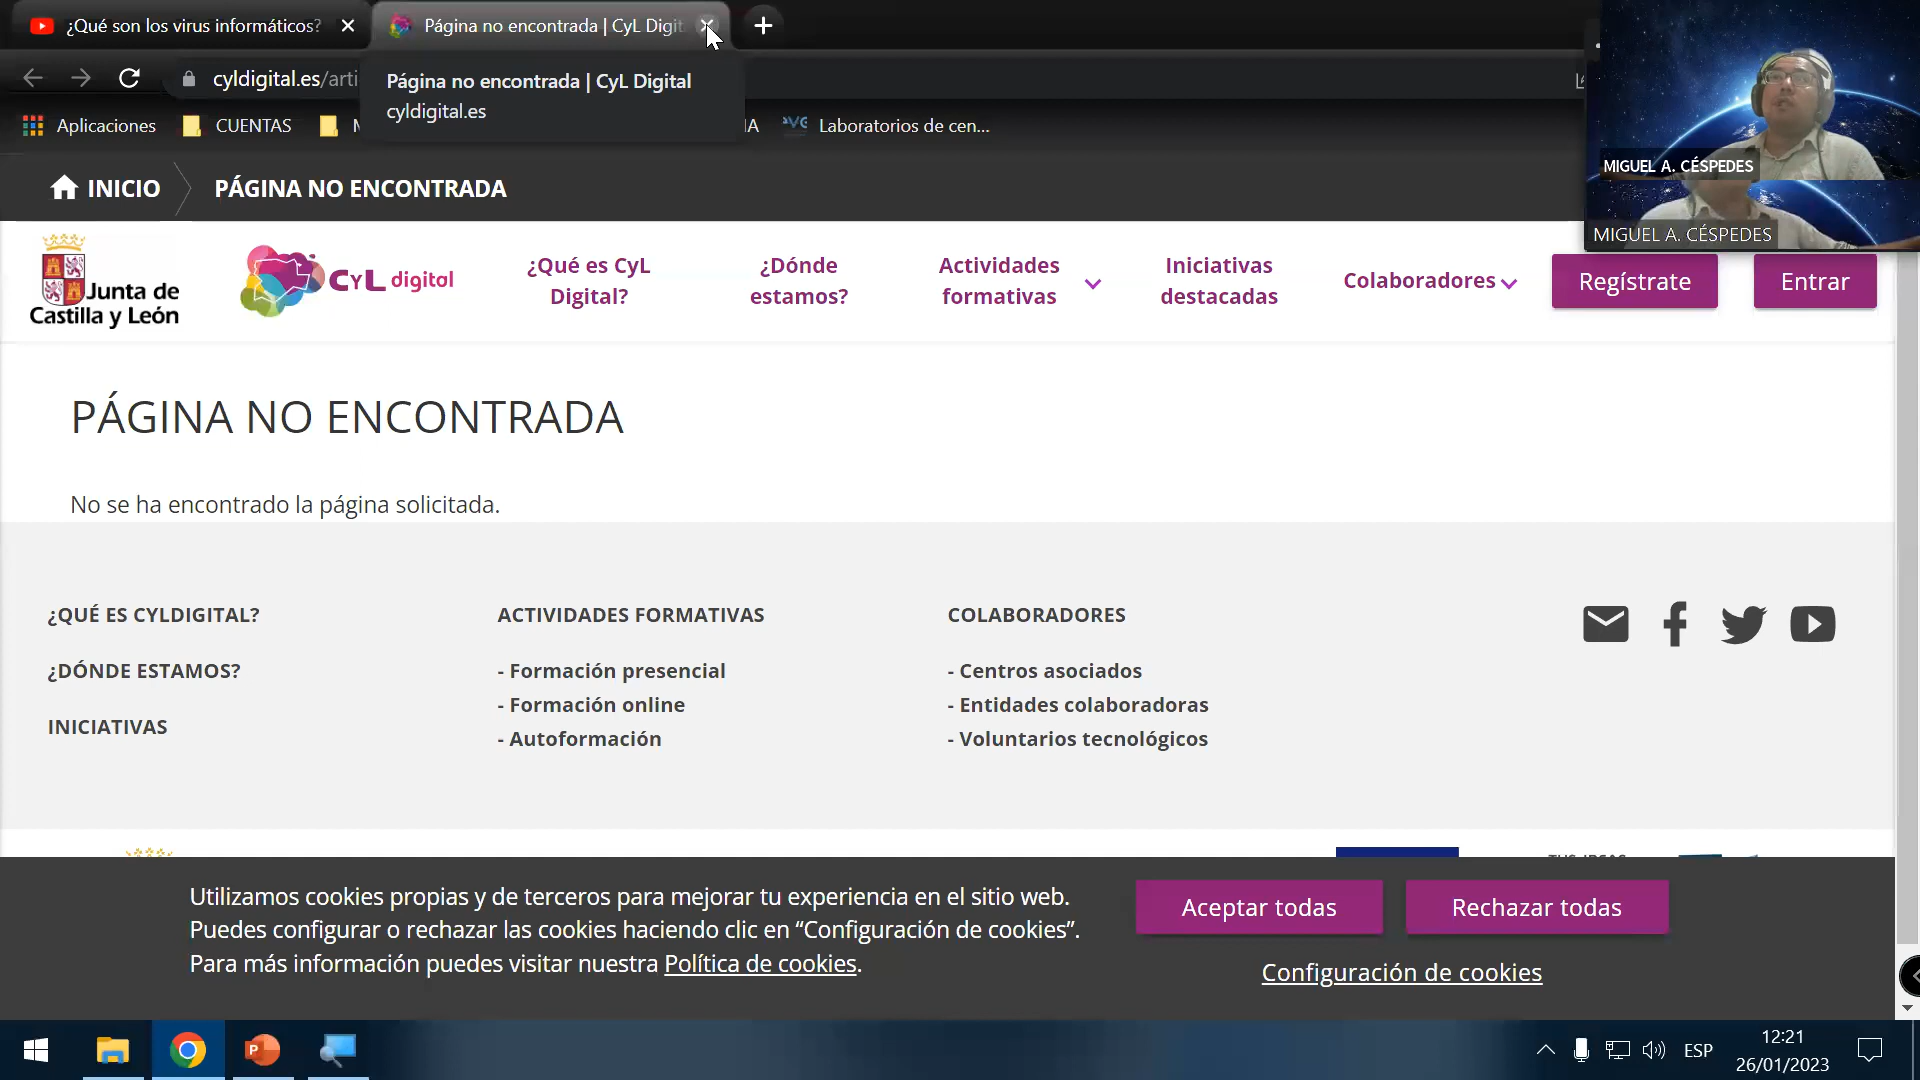 ¿Qué son los virus informáticos?
Página no encontrada | CyL Digit
cyldigital.es/arti
Página no encontrada | CyL Digital
cyldigital.es
Aplicaciones
CUENTAS
Laboratorios de cen...
MIGUEL A. CÉSPEDES
MIGUEL A. CÉSPEDES
INICIO
PÁGINA NO ENCONTRADA
Junta de
Castilla y León
CYL digital
¿Qué es CyL
Digital?
¿Dónde
estamos?
Actividades
formativas
Iniciativas
destacadas
Colaboradores
Regístrate
Entrar
PÁGINA NO ENCONTRADA
No se ha encontrado la página solicitada.
¿QUÉ ES CYLDIGITAL?
¿DÓNDE ESTAMOS?
INICIATIVAS
ACTIVIDADES FORMATIVAS
- Formación presencial
- Formación online
- Autoformación
COLABORADORES
- Centros asociados
- Entidades colaboradoras
- Voluntarios tecnológicos
Utilizamos cookies propias y de terceros para mejorar tu experiencia en el sitio web.
Puedes configurar o rechazar las cookies haciendo clic en “Configuración de cookies”.
Para más información puedes visitar nuestra Política de cookies.
Aceptar todas
Rechazar todas
Configuración de cookies
ESP
12:21
26/01/2023